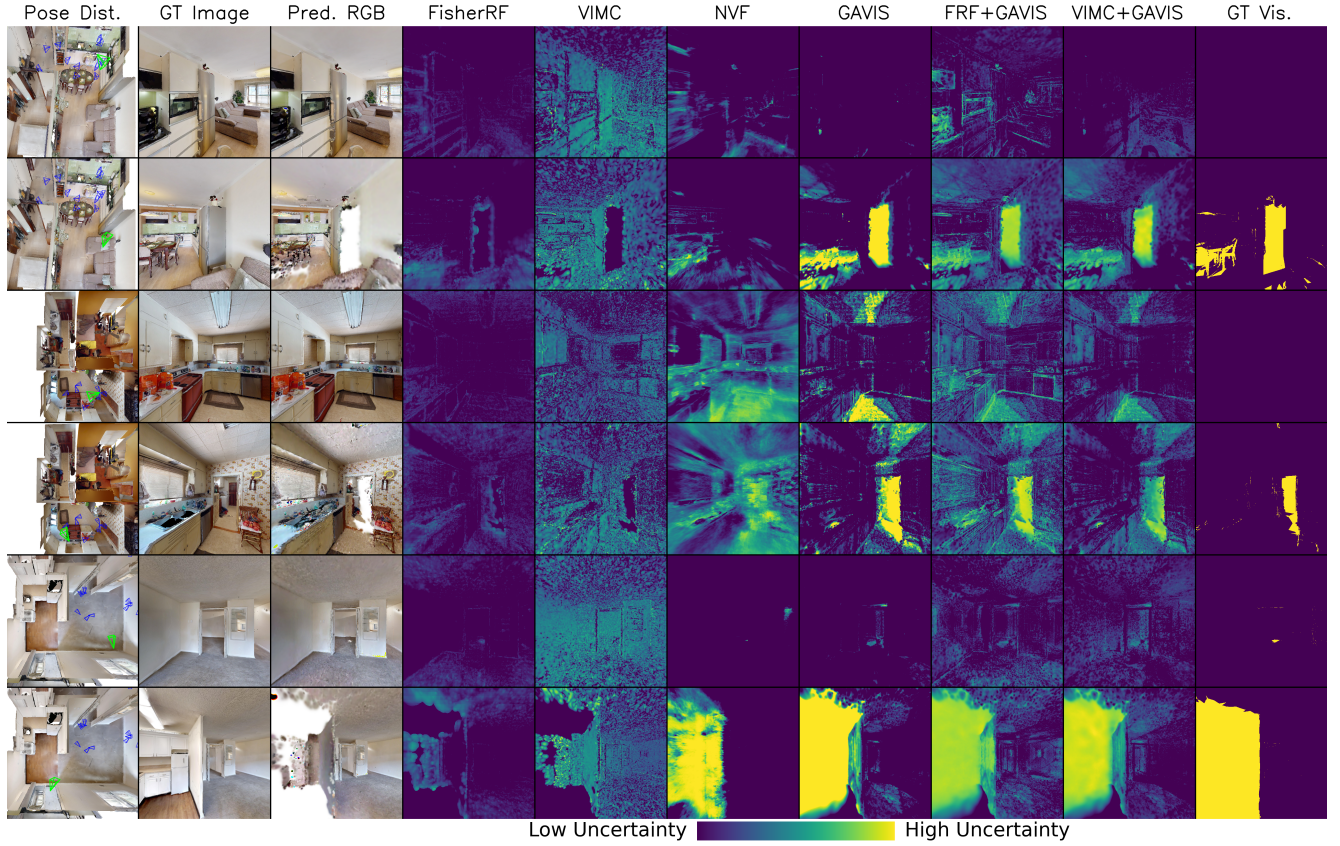 Pose Dist. GT Image Pred. RGB FisherRF VIMC NVF GAVIS FRF+GAVIS VIMC+GAVIS GT Vis.
Low Uncertainty High Uncertainty